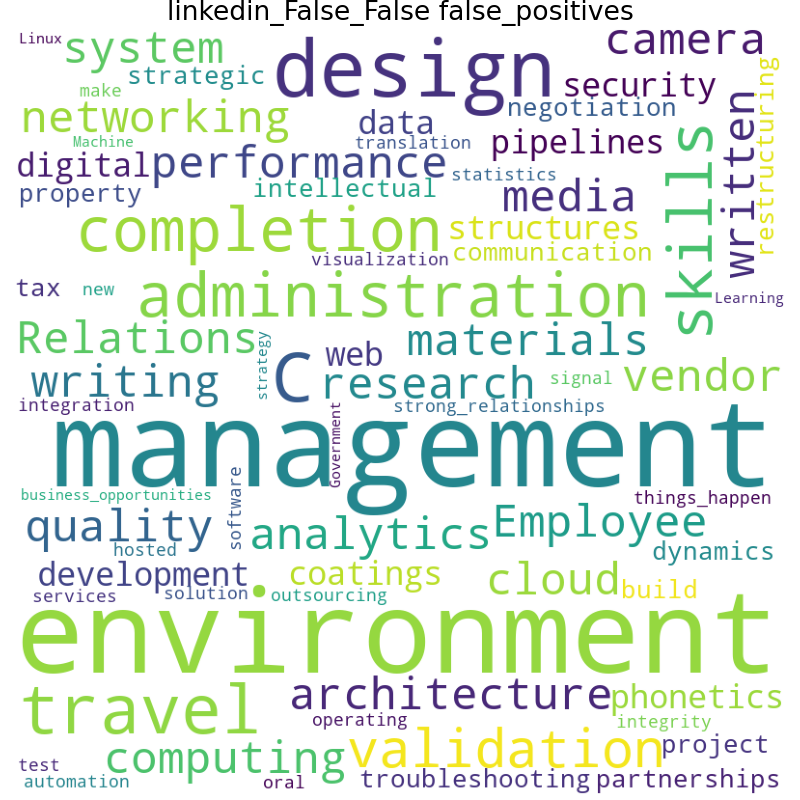 linkedin_False_False false_positives
Linux
system
design
camera
strategic
make
security
negotiation
networking
data
Machine
translation
pipelines
digital
performance
statistics
property
intellectual
media
skills
written
restructuring
completion
structures
communication
visualization
tax
new
administration
Learning
Relations
strategy
C
web
materials
writing
research
signal
vendor
integration
strong_relationships
Government
management
business_opportunities
things_happen
quality
software
analytics
Employee
hosted
dynamics
development
coatings
cloud
build
services
solution
outsourcing
environment
travel
architecture
phonetics
operating
integrity
computing
validation
project
test
automation
oral
troubleshooting
partnerships